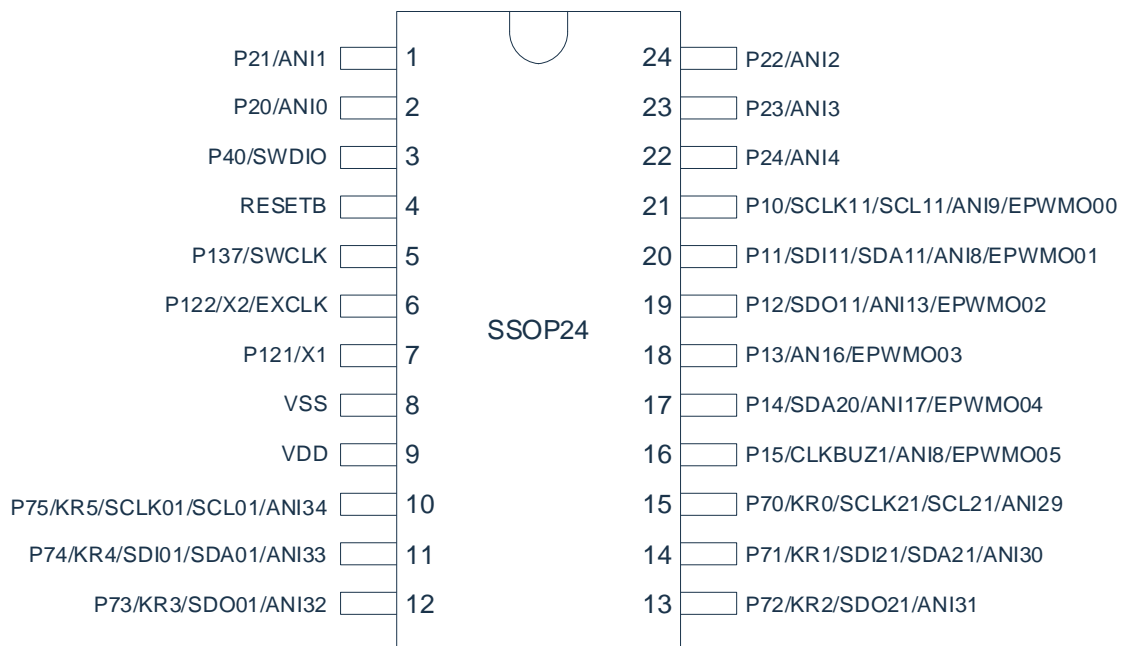 P21/ANI1 1 24 P22/ANI2
P20/ANI0 2 23 P23/ANI3
P40/SWDIO 3 22 P24/ANI4
RESETB 4 21 P10/SCLK11/SCL11/ANI9/EPWMO00
P137/SWCLK 5 20 P11/SDI11/SDA11/ANI8/EPWMO01
P122/X2/EXCLK 6 19 P12/SDO11/ANI13/EPWMO02
SSOP24
P121/X1 7 18 P13/AN16/EPWMO03
VSS 8 17 P14/SDA20/ANI17/EPWMO04
VDD 9 16 P15/CLKBUZ1/ANI8/EPWMO05
P75/KR5/SCLK01/SCL01/ANI34 10 15 P70/KR0/SCLK21/SCL21/ANI29
P74/KR4/SDI01/SDA01/ANI33 11 14 P71/KR1/SDI21/SDA21/ANI30
P73/KR3/SDO01/ANI32 12 13 P72/KR2/SDO21/ANI31